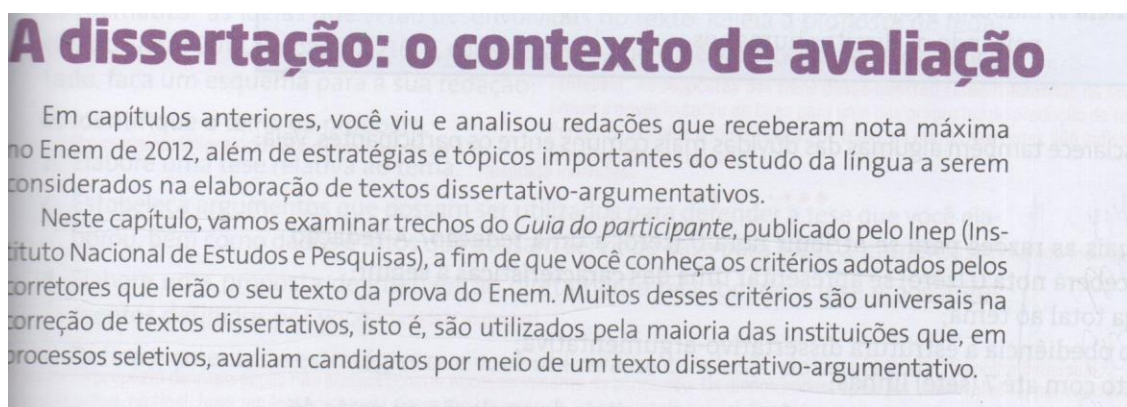 A dissertação: o contexto de avaliação
Em capítulos anteriores, você viu e analisou redações que receberam nota máxima
no Enem de 2012, além de estratégias e tópicos importantes do estudo da língua a serem
considerados na elaboração de textos dissertativo-argumentativos.
Neste capítulo, vamos examinar trechos do Guia do participante, publicado pelo Inep (Ins-
tituto Nacional de Estudos e Pesquisas), a fim de que você conheça os critérios adotados pelos
corretores que lerão o seu texto da prova do Enem. Muitos desses critérios são universais na
correção de textos dissertativos, isto é, são utilizados pela maioria das instituições que, em
processos seletivos, avaliam candidatos por meio de um texto dissertativo-argumentativo.